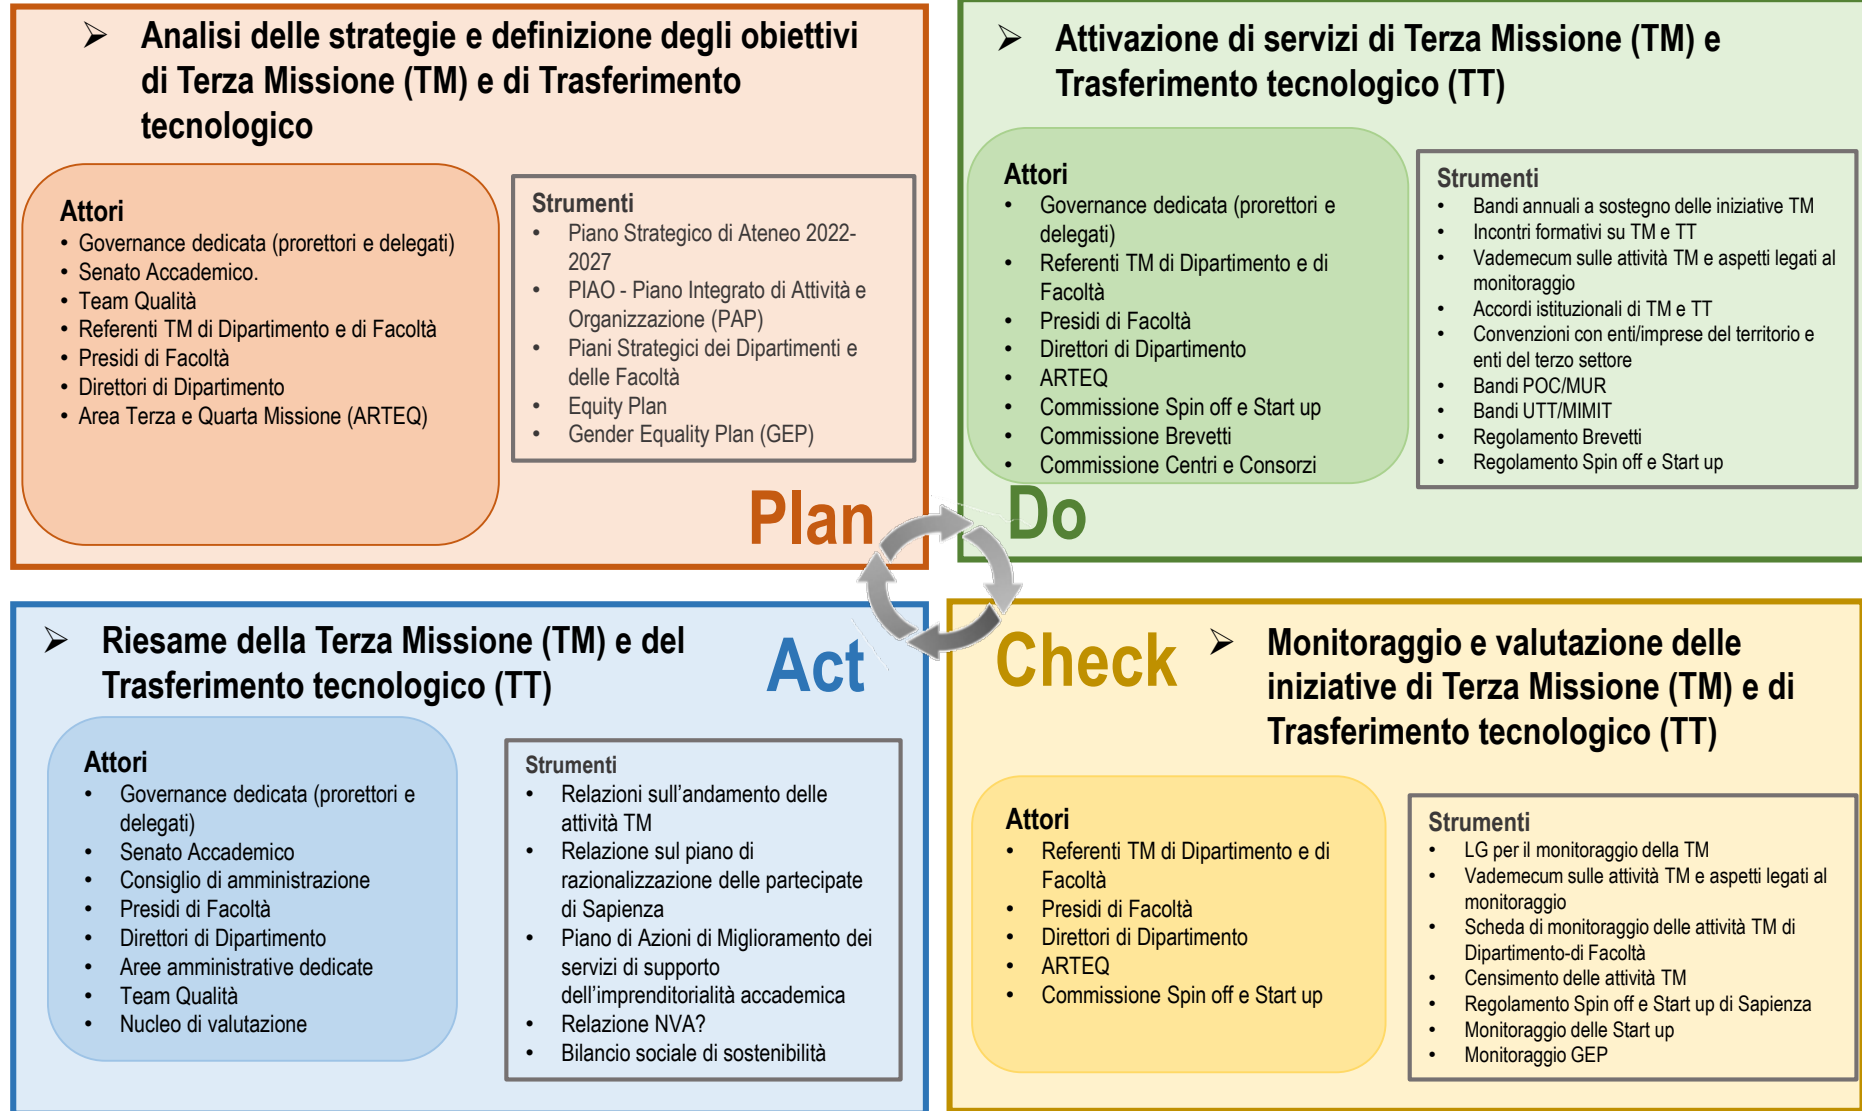 ➢ Analisi delle strategie e definizione degli obiettivi
di Terza Missione (TM) e di Trasferimento
tecnologico
Attori
• Governance dedicata (prorettori e delegati)
• Senato Accademico.
• Team Qualità
• Referenti TM di Dipartimento e di Facoltà
• Presidi di Facoltà
• Direttori di Dipartimento
• Area Terza e Quarta Missione (ARTEQ)
Strumenti
• Piano Strategico di Ateneo 2022-
2027
• PIAO - Piano Integrato di Attività e
Organizzazione (PAP)
• Piani Strategici dei Dipartimenti e
delle Facoltà
• Equity Plan
• Gender Equality Plan (GEP)
Plan
➢ Attivazione di servizi di Terza Missione (TM) e
Trasferimento tecnologico (TT)
Attori
• Governance dedicata (prorettori e
delegati)
• Referenti TM di Dipartimento e di
Facoltà
• Presidi di Facoltà
• Direttori di Dipartimento
• ARTEQ
• Commissione Spin off e Start up
• Commissione Brevetti
• Commissione Centri e Consorzi
Strumenti
• Bandi annuali a sostegno delle iniziative TM
• Incontri formativi su TM e TT
• Vademecum sulle attività TM e aspetti legati al
monitoraggio
• Accordi istituzionali di TM e TT
• Convenzioni con enti/imprese del territorio e
enti del terzo settore
• Bandi POC/MUR
• Bandi UTT/MIMIT
• Regolamento Brevetti
• Regolamento Spin off e Start up
Do
➢ Riesame della Terza Missione (TM) e del
Trasferimento tecnologico (TT)
Act
Attori
• Governance dedicata (prorettori e
delegati)
• Senato Accademico
• Consiglio di amministrazione
• Presidi di Facoltà
• Direttori di Dipartimento
• Aree amministrative dedicate
• Team Qualità
• Nucleo di valutazione
Strumenti
• Relazioni sull’andamento delle
attività TM
• Relazione sul piano di
razionalizzazione delle partecipate
di Sapienza
• Piano di Azioni di Miglioramento dei
servizi di supporto
dell’imprenditorialità accademica
• Relazione NVA?
• Bilancio sociale di sostenibilità
Check
➢ Monitoraggio e valutazione delle
iniziative di Terza Missione (TM) e di
Trasferimento tecnologico (TT)
Attori
• Referenti TM di Dipartimento e di
Facoltà
• Presidi di Facoltà
• Direttori di Dipartimento
• ARTEQ
• Commissione Spin off e Start up
Strumenti
• LG per il monitoraggio della TM
• Vademecum sulle attività TM e aspetti legati al
monitoraggio
• Scheda di monitoraggio delle attività TM di
Dipartimento-di Facoltà
• Censimento delle attività TM
• Regolamento Spin off e Start up di Sapienza
• Monitoraggio delle Start up
• Monitoraggio GEP